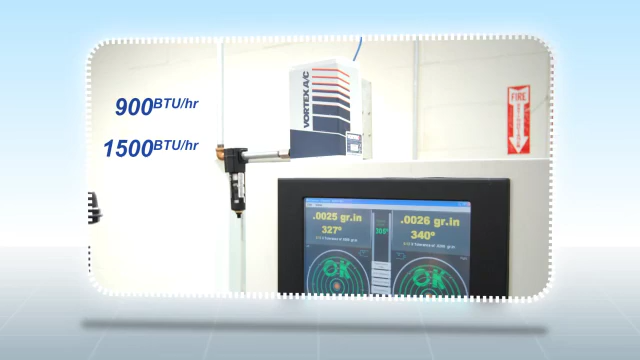 900BTU/hr
1500BTU/hr
VORTEX A/C
FIRE
.0025 gr.in
327°
.0026 gr.in
340°
OK
OK